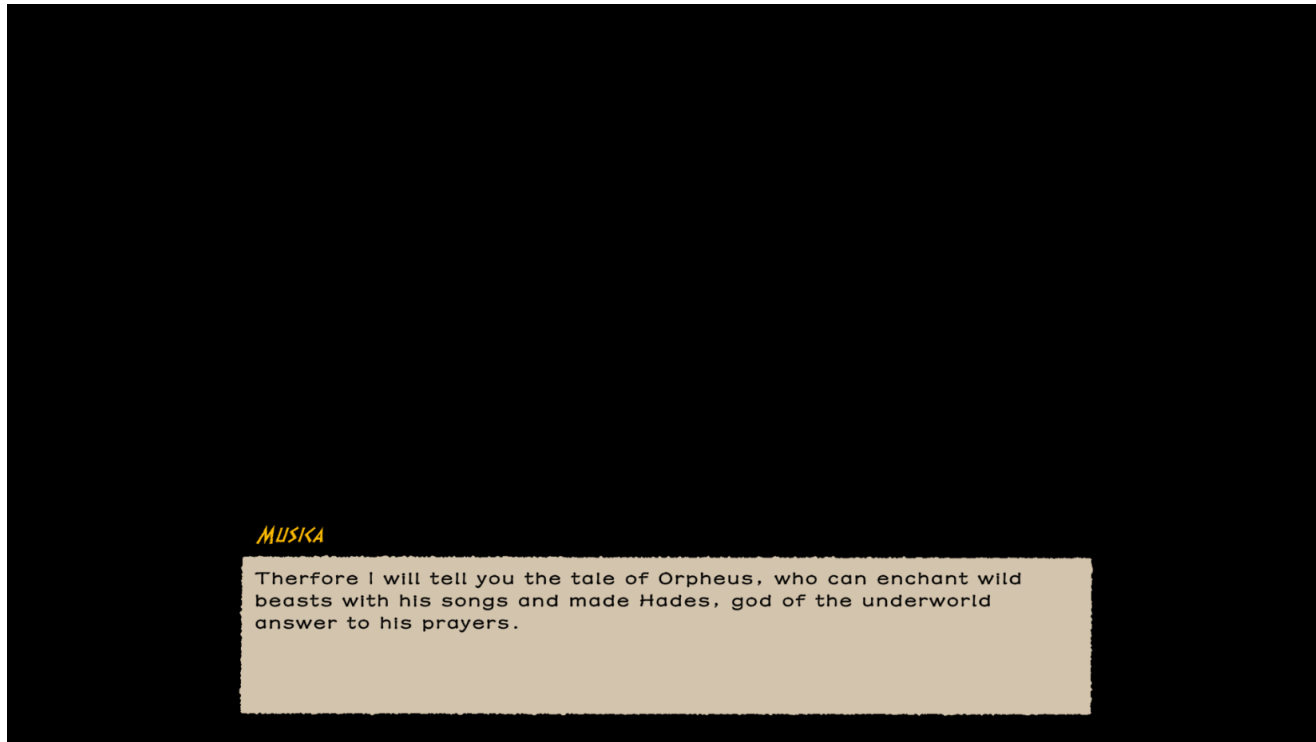 Musica
Therfore I will tell you the tale of Orpheus, who can enchant wild
beasts with his songs and made Hades, god of the underworld
answer to his prayers.